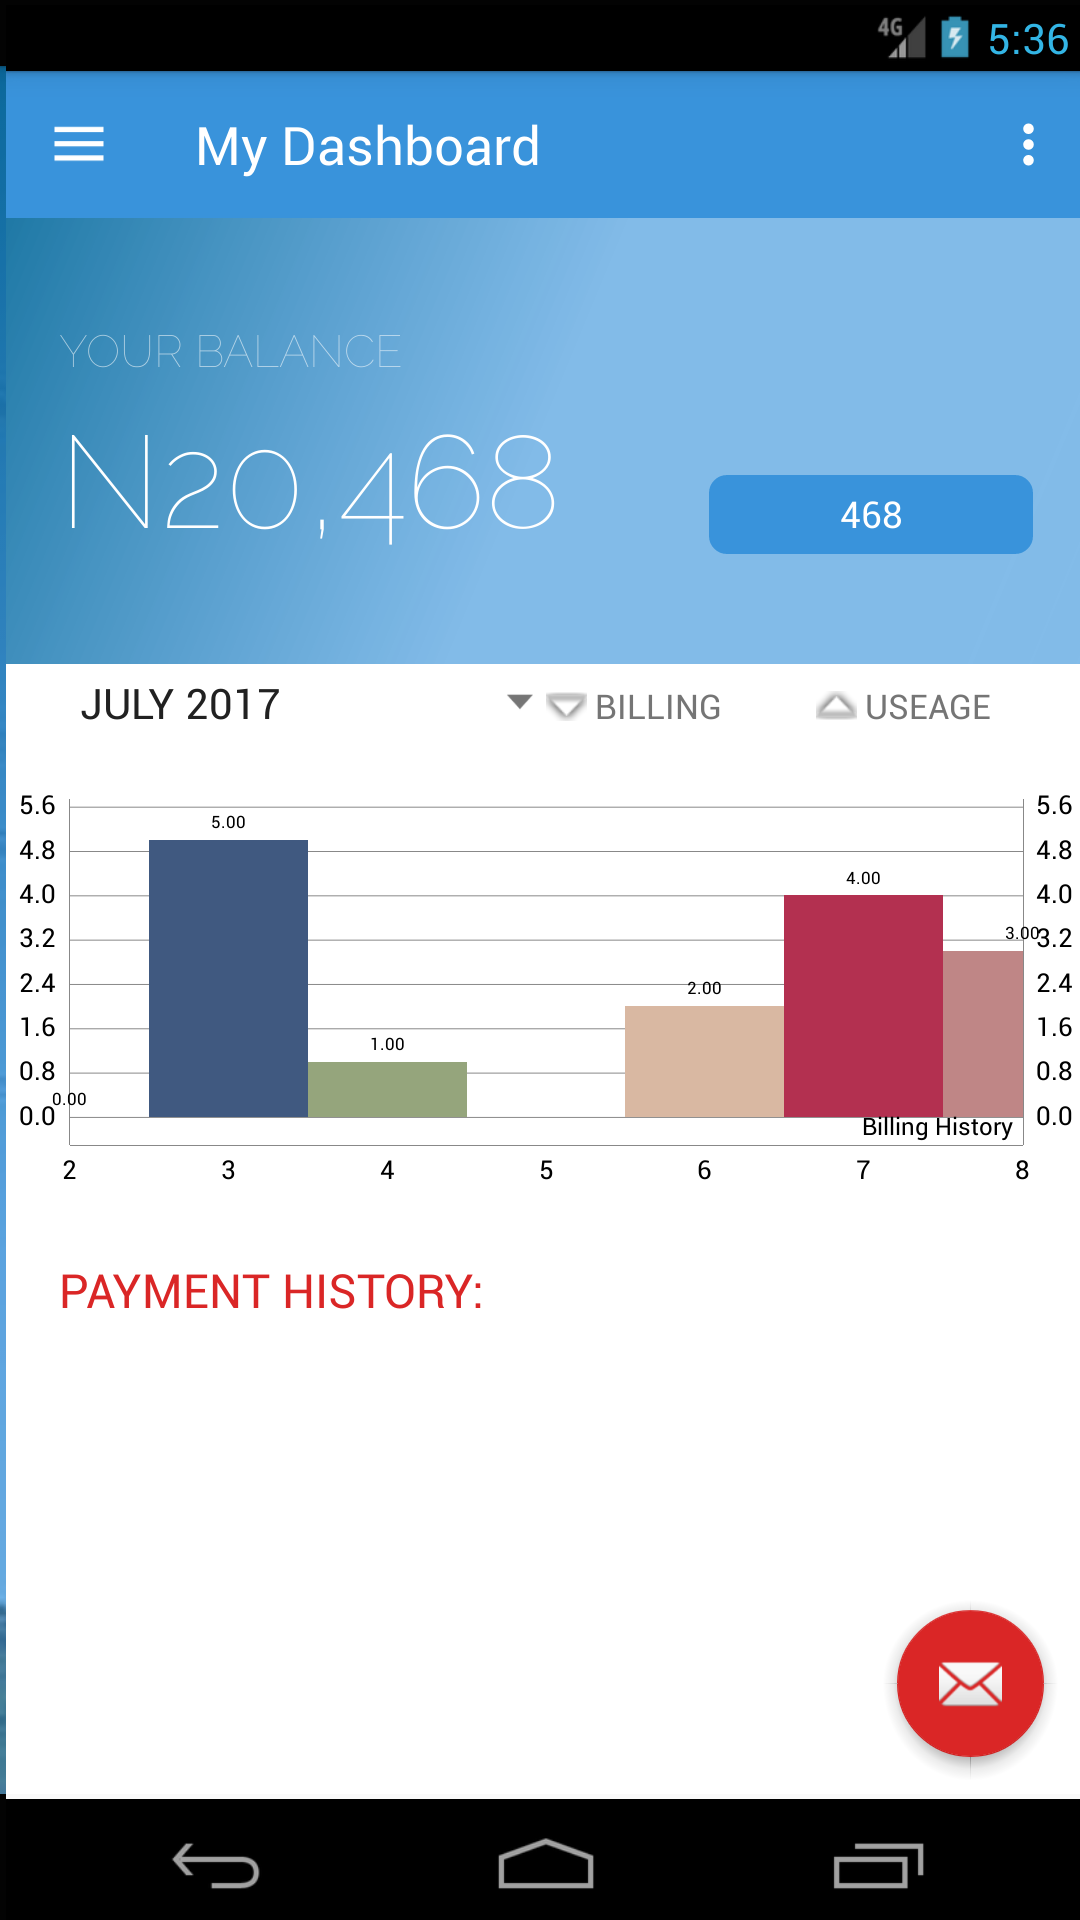 4G 5:36
My Dashboard
YOUR BALANCE
N20,468
468
JULY 2017 BILLING USEAGE
5.6 5.6
5.00
4.8 4.8
4.00
4.0 4.0
3.00
3.2 3.2
2.4 2.4
2.00
1.6 1.6
1.00
0.8 0.8
0.00
0.0 0.0
Billing History
2 3 4 5 6 7 8
PAYMENT HISTORY: